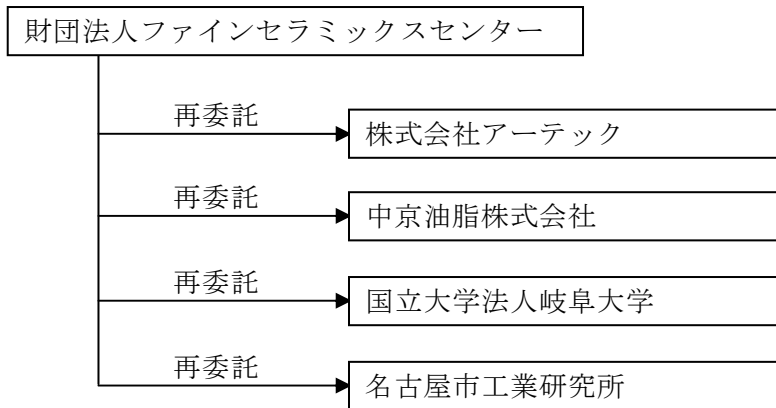 財団法人ファインセラミックスセンター
再委託
株式会社アーテック
再委託
中京油脂株式会社
再委託
国立大学法人岐阜大学
再委託
名古屋市工業研究所